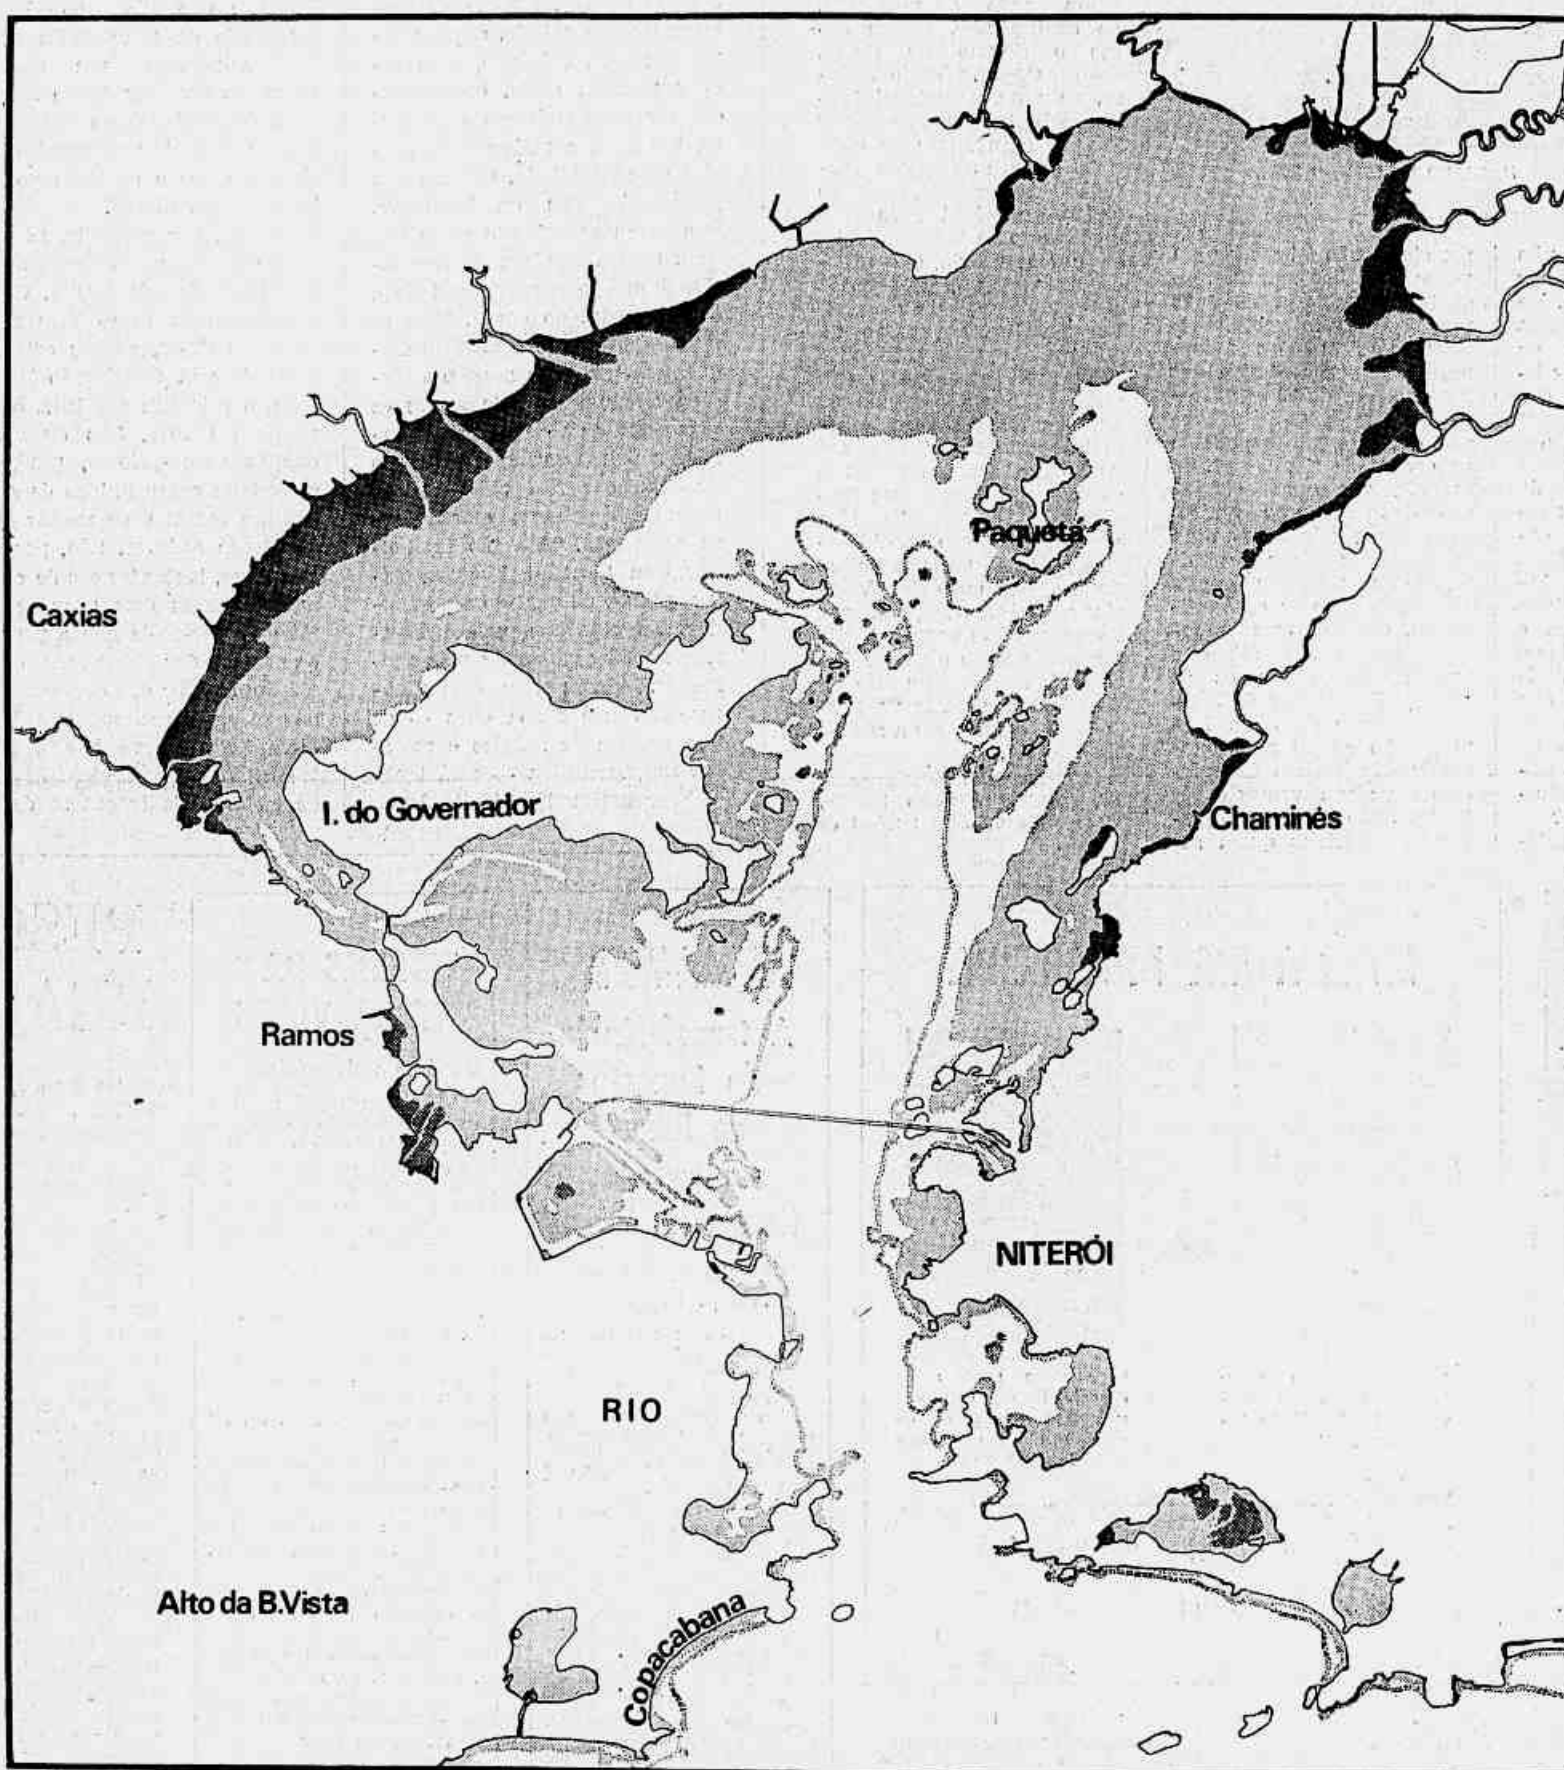 Paquetá
Caxias
I. do Governador
Chaminés
Ramos
NITERÓI
RIO
Alto da B.Vista
Copacabana